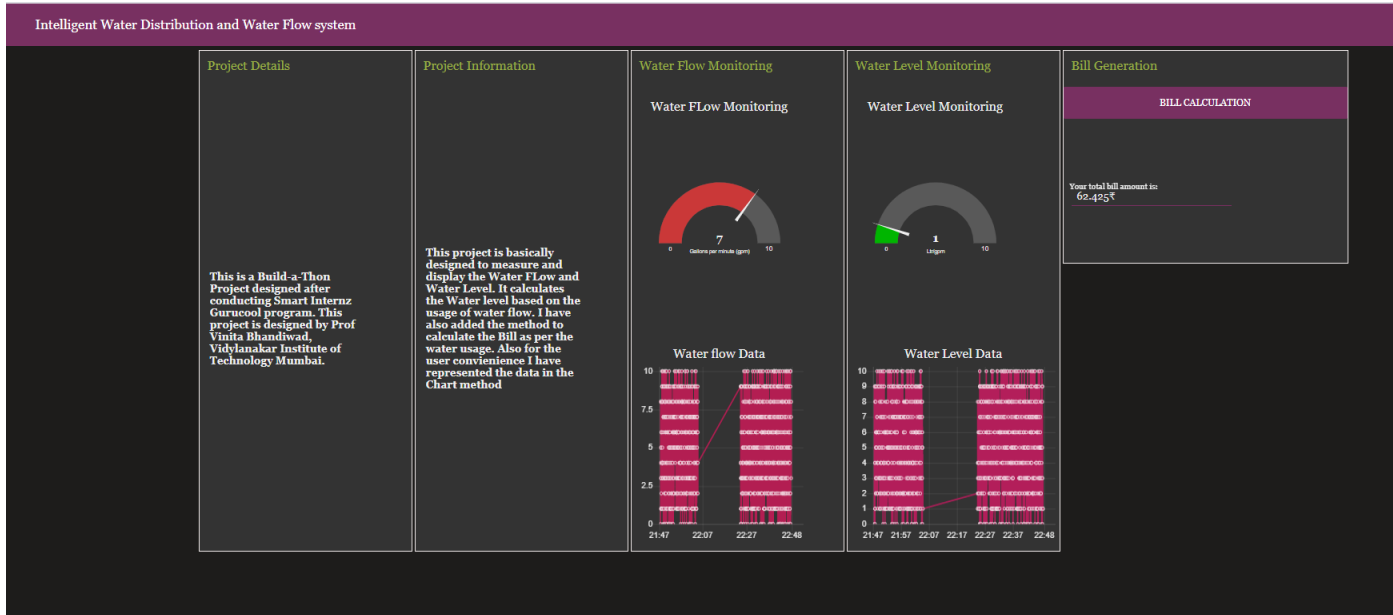 Intelligent Water Distribution and Water Flow system
Project Details
This is a Build-a-Thon
Project designed after
conducting Smart Internz
Gurucool program. This
project is designed by Prof
Vinita Bhandiwad,
Vidylanakar Institute of
Technology Mumbai.
Project Information
This project is basically
designed to measure and
display the Water FLow and
Water Level. It calculates
the Water level based on the
usage of water flow. I have
also added the method to
calculate the Bill as per the
water usage. Also for the
user convienience I have
represented the data in the
Chart method
Water Flow Monitoring
Water FLow Monitoring
7
0 Gallons per minute (gpm) 10
Water flow Data
10
7.5
5
2.5
0
21:47 22:07 22:27 22:48
Water Level Monitoring
Water Level Monitoring
1
0 Ltr/gpm 10
Water Level Data
10
9
8
7
6
5
4
3
2
1
0
21:47 21:57 22:07 22:17 22:27 22:37 22:48
Bill Generation
BILL CALCULATION
Your total bill amount is:
62.425₹